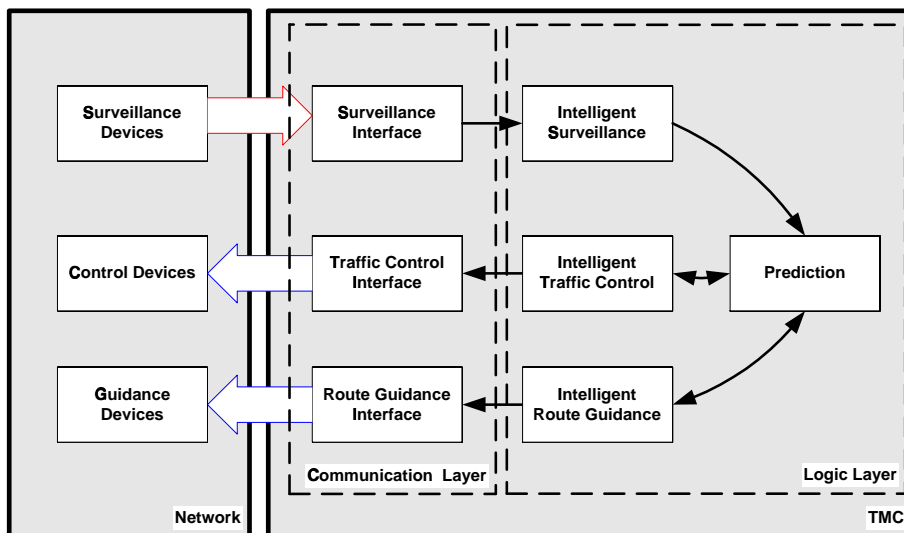 Surveillance
Devices
Surveillance
Interface
Intelligent
Surveillance
Control Devices
Traffic Control
Interface
Intelligent
Traffic Control
Prediction
Guidance
Devices
Route Guidance
Interface
Intelligent
Route Guidance
Communication Layer
Logic Layer
Network
TMC